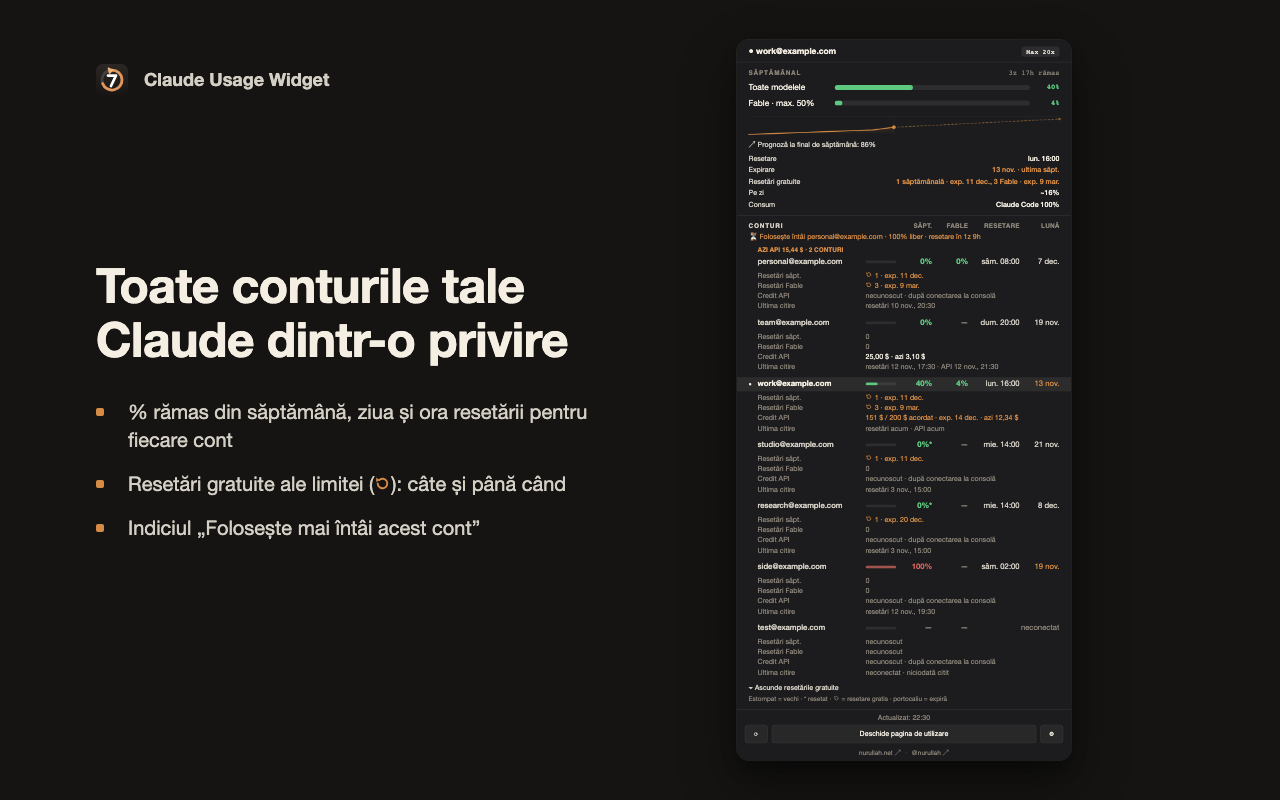 7
Claude Usage Widget
Toate conturile tale
Claude dintr-o privire
% rămas din săptămână, ziua și ora resetării pentru
fiecare cont
Resetări gratuite ale limitei (): câte și până când
Indiciul „Folosește mai întâi acest cont”
work@example.com Max 20x
SĂPTĂMÂNAL 3z 17h rămas
Toate modelele 40%
Fable · max. 50% 4%
↗ Prognoză la final de săptămână: 86%
Resetare lun. 16:00
Expirare 13 nov. · ultima săpt.
Resetări gratuite 1 săptămânală · exp. 11 dec., 3 Fable · exp. 9 mar.
Pe zi ~16%
Consum Claude Code 100%
CONTURI SĂPT. FABLE RESETARE LUNĂ
⏳ Folosește întâi personal@example.com · 100% liber · resetare în 1z 9h
AZI API 15,44 $ · 2 CONTURI
personal@example.com 0% 0% sâm. 08:00 7 dec.
Resetări săpt. 1 · exp. 11 dec.
Resetări Fable 3 · exp. 9 mar.
Credit API necunoscut · după conectarea la consolă
Ultima citire resetări 10 nov., 20:30
team@example.com 0% — dum. 20:00 19 nov.
Resetări săpt. 0
Resetări Fable 0
Credit API 25,00 $ · azi 3,10 $
Ultima citire resetări 12 nov., 17:30 · API 12 nov., 21:30
work@example.com 40% 4% lun. 16:00 13 nov.
Resetări săpt. 1 · exp. 11 dec.
Resetări Fable 3 · exp. 9 mar.
Credit API 151 $ / 200 $ acordat · exp. 14 dec. · azi 12,34 $
Ultima citire resetări acum · API acum
studio@example.com 0%* — mie. 14:00 21 nov.
Resetări săpt. 1 · exp. 11 dec.
Resetări Fable 0
Credit API necunoscut · după conectarea la consolă
Ultima citire resetări 3 nov., 15:00
research@example.com 0%* — mie. 14:00 8 dec.
Resetări săpt. 1 · exp. 20 dec.
Resetări Fable 0
Credit API necunoscut · după conectarea la consolă
Ultima citire resetări 3 nov., 15:00
side@example.com 100% — sâm. 02:00 19 nov.
Resetări săpt. 0
Resetări Fable 0
Credit API necunoscut · după conectarea la consolă
Ultima citire resetări 12 nov., 19:30
test@example.com — — neconectat
Resetări săpt. necunoscut
Resetări Fable necunoscut
Credit API necunoscut · după conectarea la consolă
Ultima citire neconectat · niciodată citit
Ascunde resetările gratuite
Estompat = vechi · * resetat · = resetare gratis · portocaliu = expiră
Actualizat: 22:30
Deschide pagina de utilizare
nurullah.net ↗ · @nurullah ↗